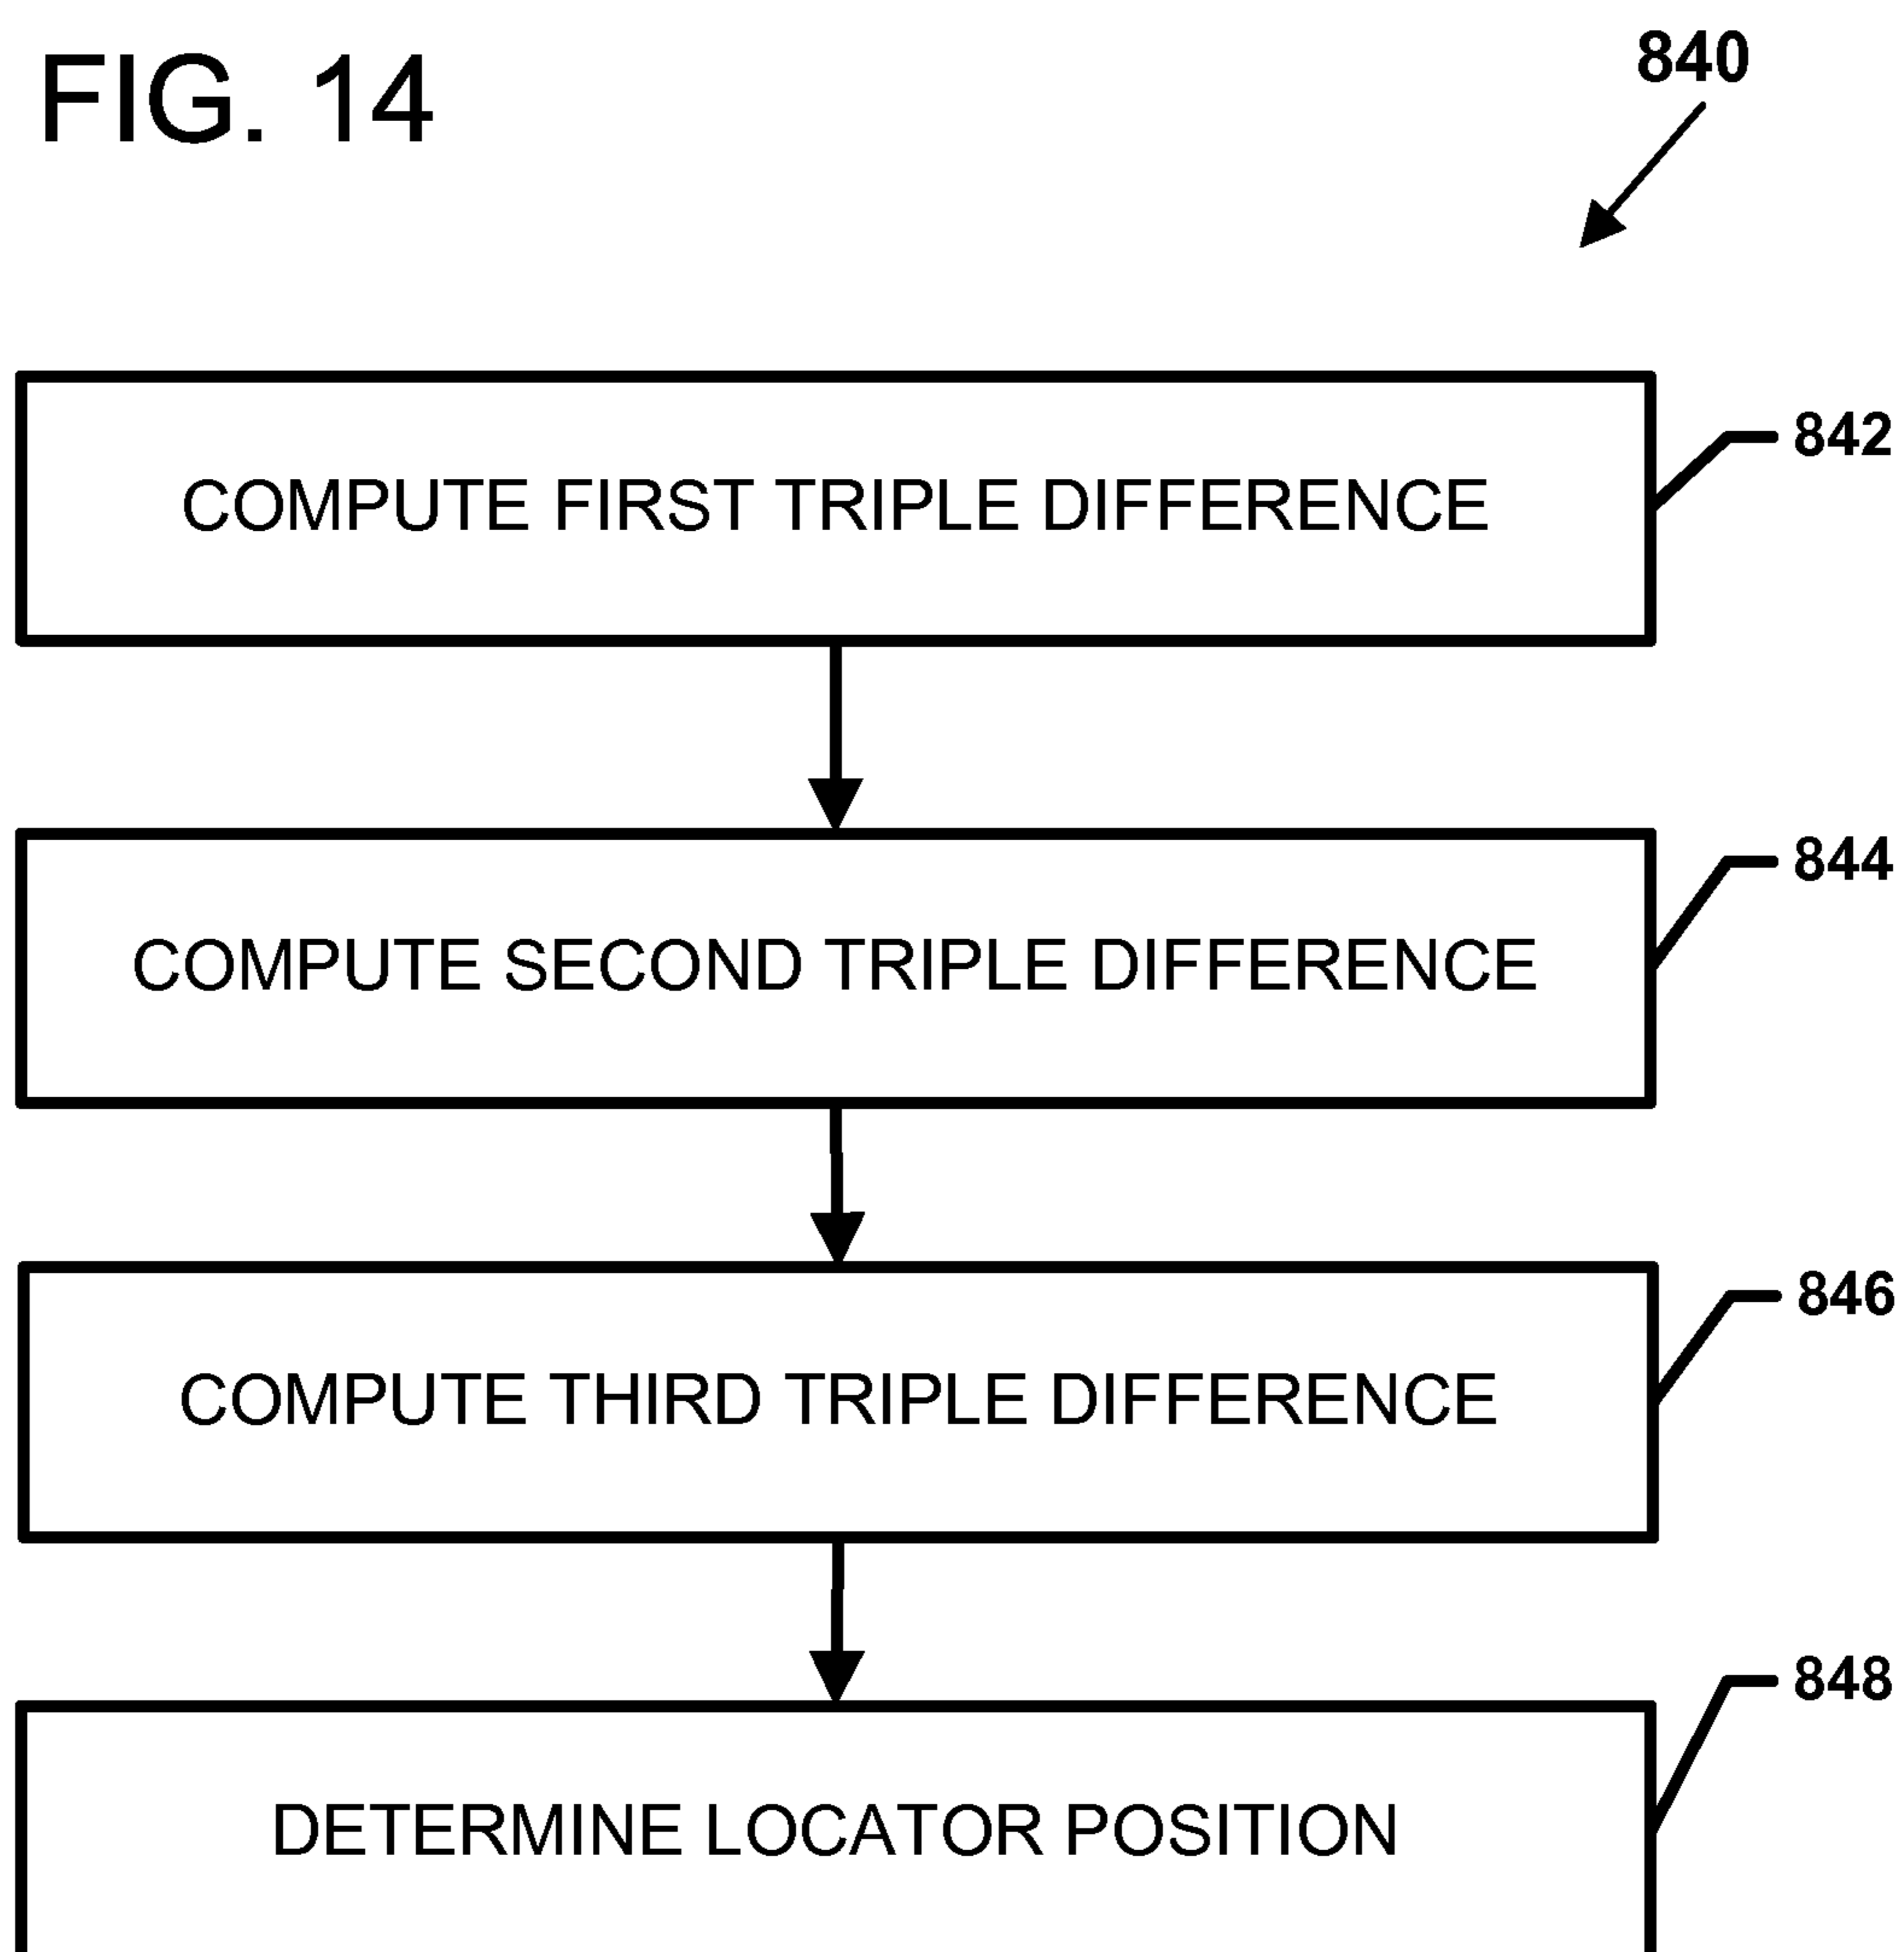 FIG. 14
840
COMPUTE FIRST TRIPLE DIFFERENCE
842
COMPUTE SECOND TRIPLE DIFFERENCE
844
COMPUTE THIRD TRIPLE DIFFERENCE
846
DETERMINE LOCATOR POSITION
848